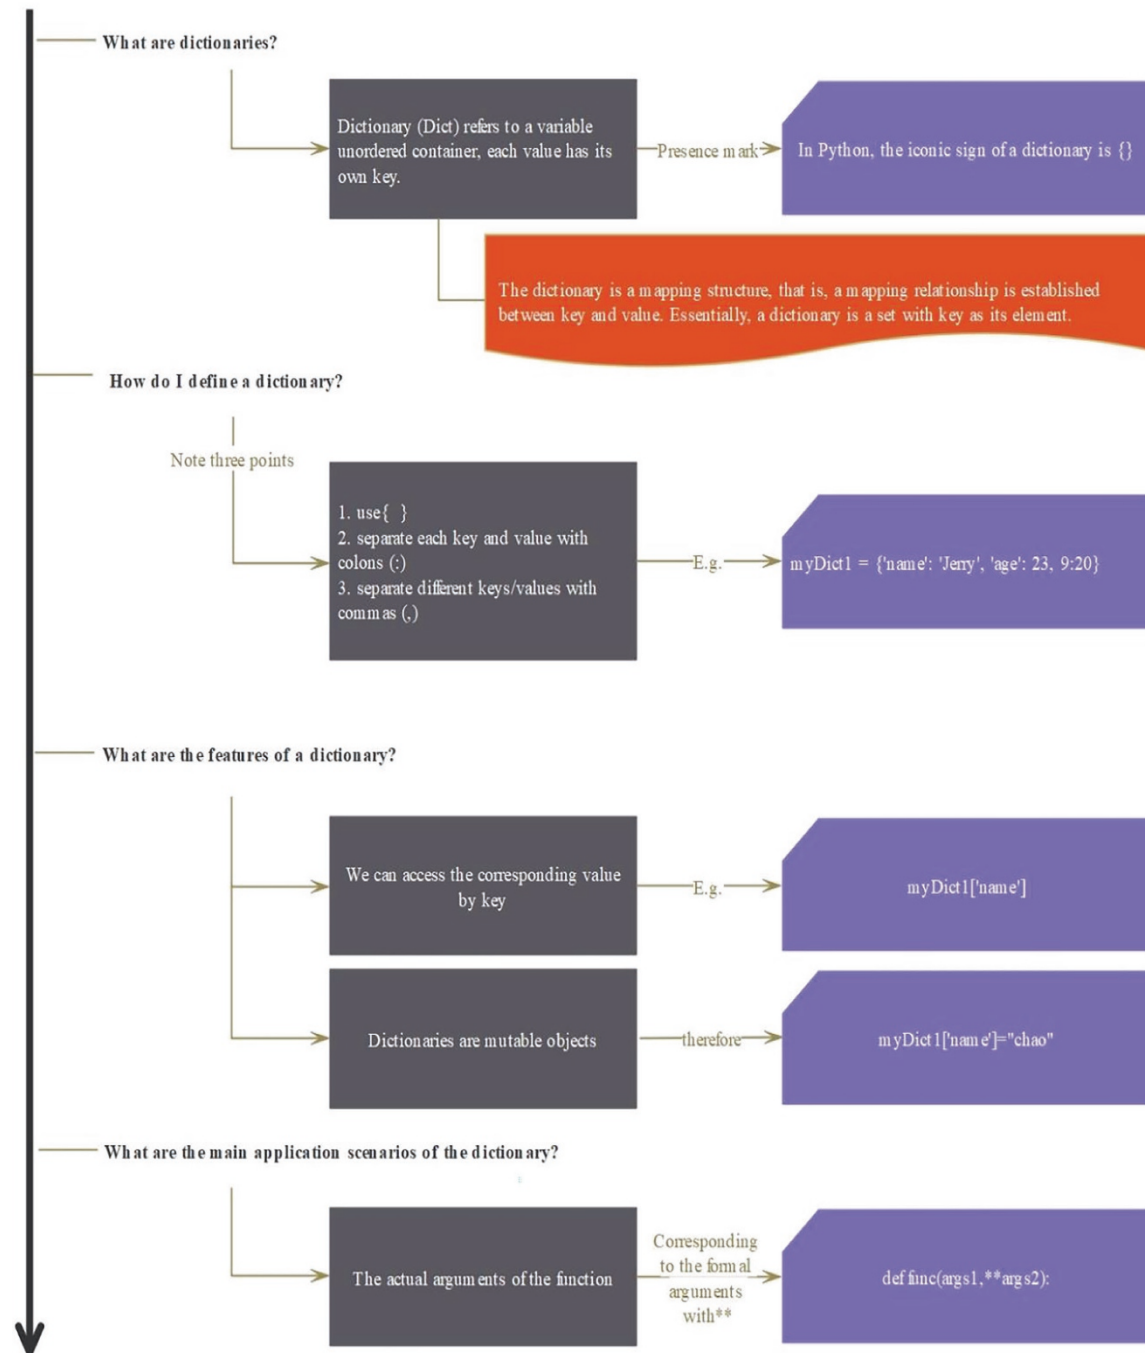 What are dictionaries?
Dictionary (Dict) refers to a variable
unordered container, each value has its
own key.
Presence mark
In Python, the iconic sign of a dictionary is {}
The dictionary is a mapping structure, that is, a mapping relationship is established
between key and value. Essentially, a dictionary is a set with key as its element.
How do I define a dictionary?
Note three points
1. use{ }
2. separate each key and value with
colons (:)
3. separate different keys/values with
commas (,)
E.g.
myDict1 = {'name': 'Jerry', 'age': 23, 9:20}
What are the features of a dictionary?
We can access the corresponding value
by key
E.g.
myDict1['name']
Dictionaries are mutable objects
therefore
myDict1['name']="chao"
What are the main application scenarios of the dictionary?
The actual arguments of the function
Corresponding
to the formal
arguments
with**
def func(args1,**args2):